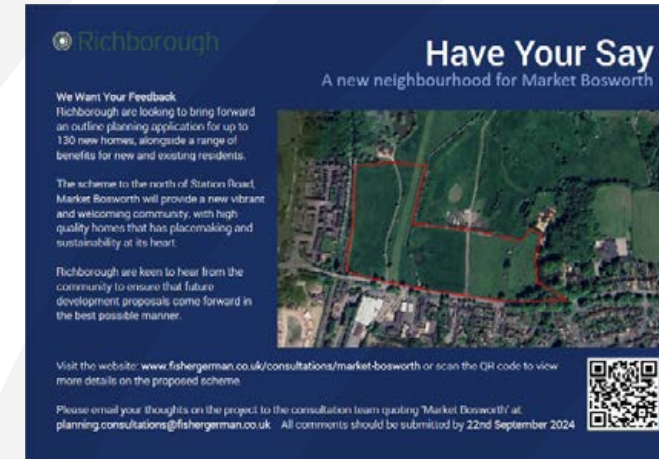 Richborough
Have Your Say
A new neighbourhood for Market Bosworth
We Want Your Feedback
Richborough are looking to bring forward
an outline planning application for up to
130 new homes, alongside a range of
benefits for new and existing residents.
The scheme to the north of Station Road,
Market Bosworth will provide a new vibrant
and welcoming community, with high
quality homes that has placemaking and
sustainability at its heart.
Richborough are keen to hear from the
community to ensure that future
development proposals come forward in
the best possible manner.
Visit the website: www.fishergerman.co.uk/consultations/market-bosworth or scan the QR code to view
more details on the proposed scheme.
Please email your thoughts on the project to the consultation team quoting 'Market Bosworth' at:
planning.consultations@fishergerman.co.uk All comments should be submitted by 22nd September 2024